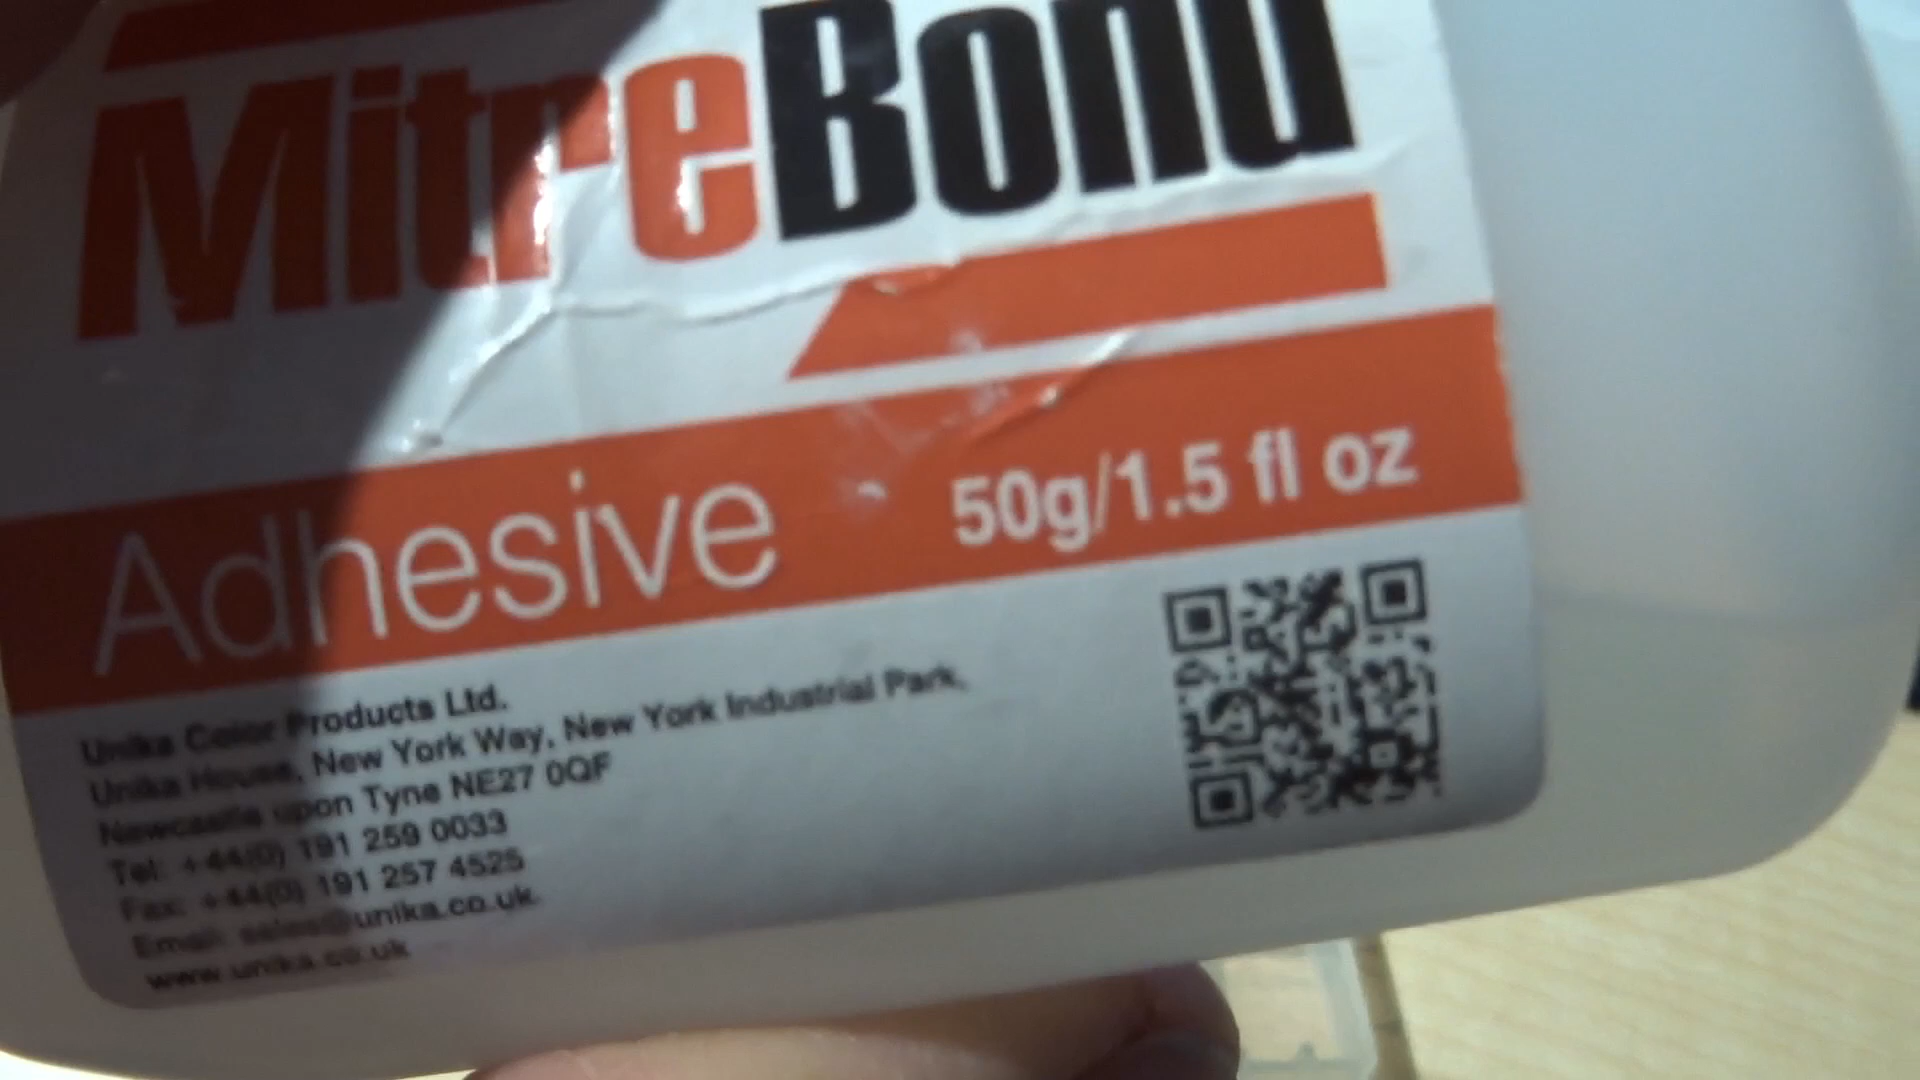 MitreBond
Adhesive 50g/1.5 fl oz
Unika Color Products Ltd.
Unika House, New York Way, New York Industrial Park,
Newcastle upon Tyne NE27 0QF
Tel: +44(0) 191 259 0033
Fax: +44(0) 191 257 4525
Email: sales@unika.co.uk
www.unika.co.uk